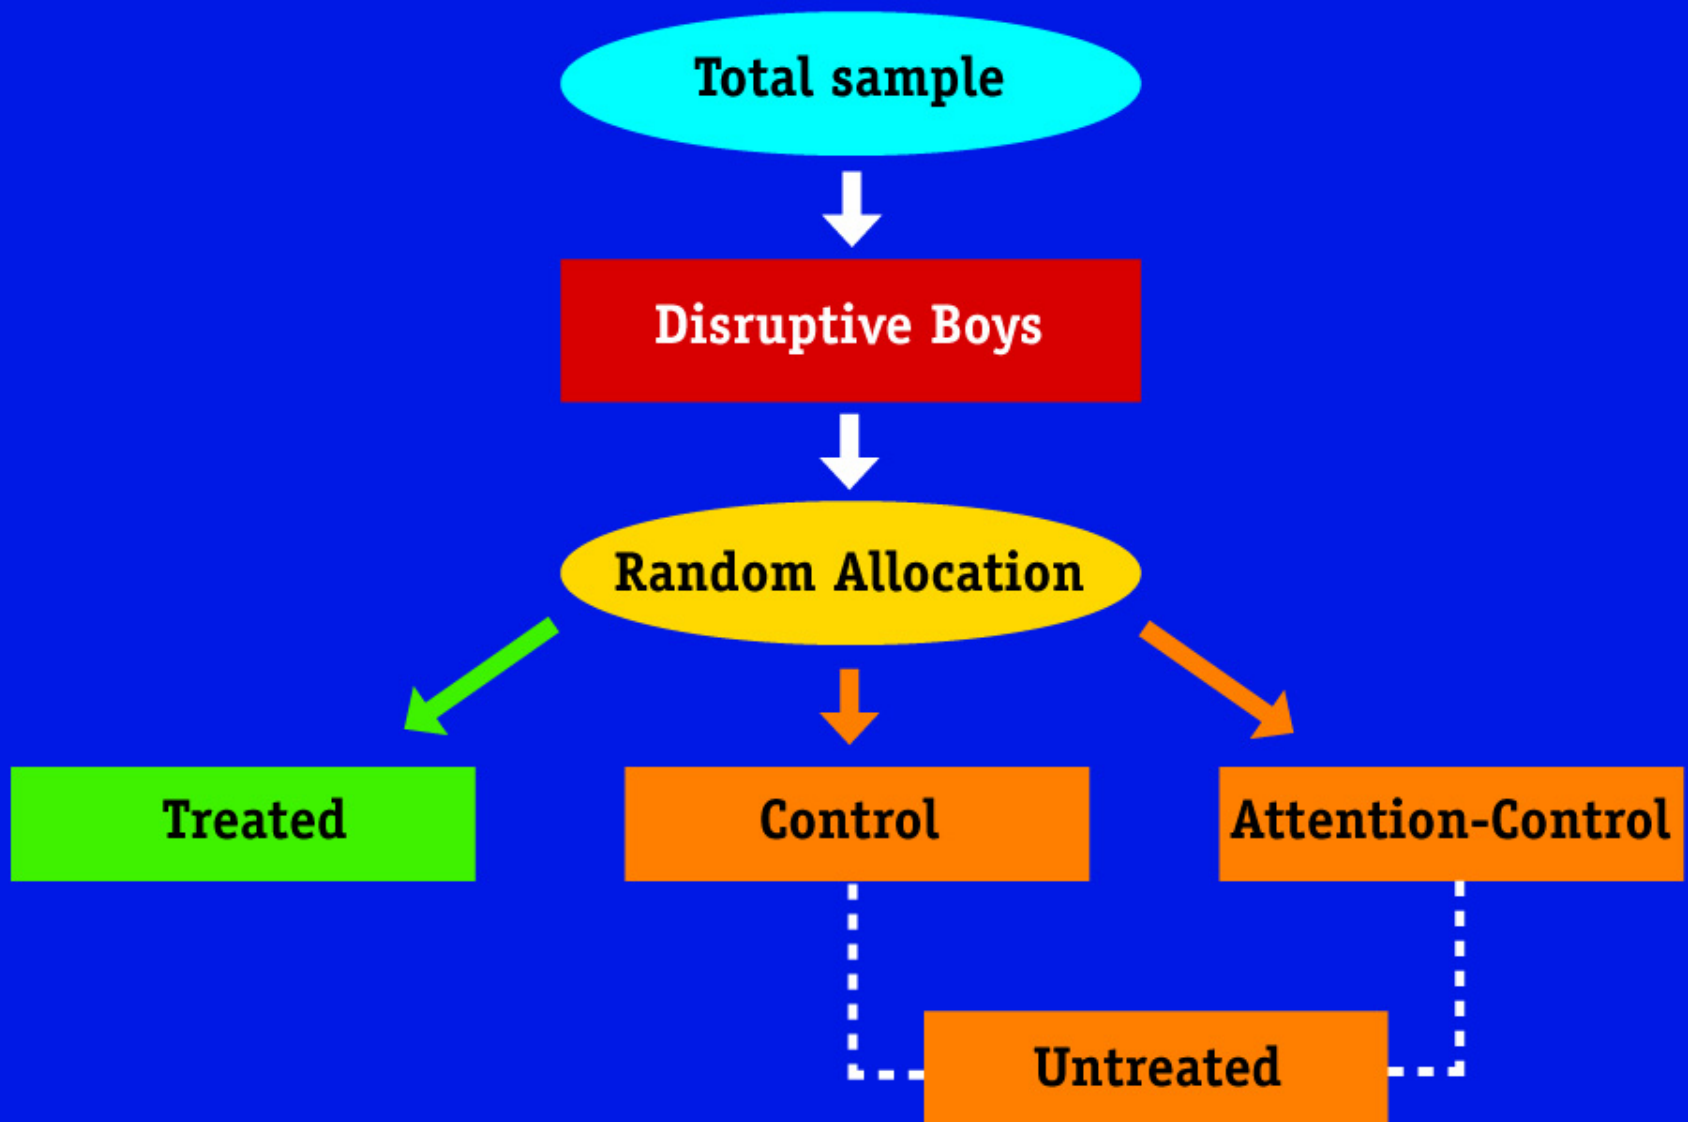 Total sample
Disruptive Boys
Random Allocation
Treated
Control
Attention-Control
Untreated